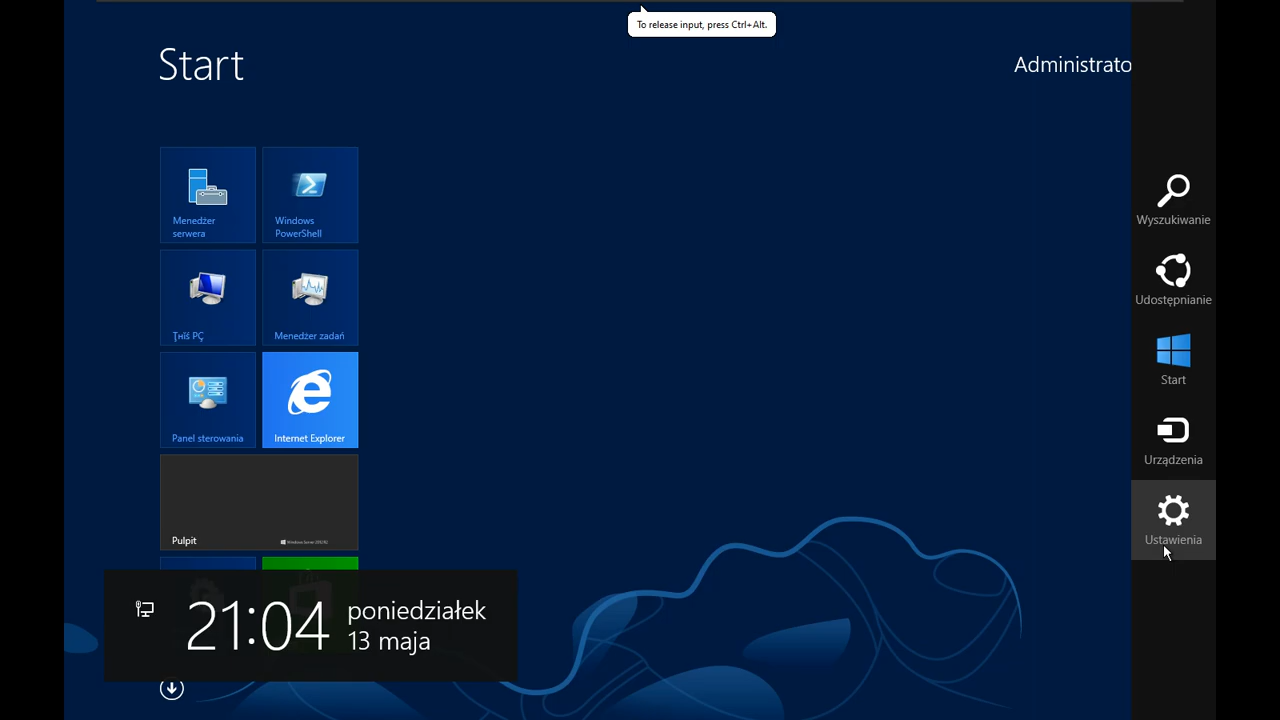 To release input, press Ctrl+Alt.
Start
Administrato
Menedżer
serwera
Windows
PowerShell
Ţнĭś PÇ
Menedżer zadań
Panel sterowania
Internet Explorer
Pulpit
21:04
poniedziałek
13 maja
Wyszukiwanie
Udostępnianie
Start
Urządzenia
Ustawienia